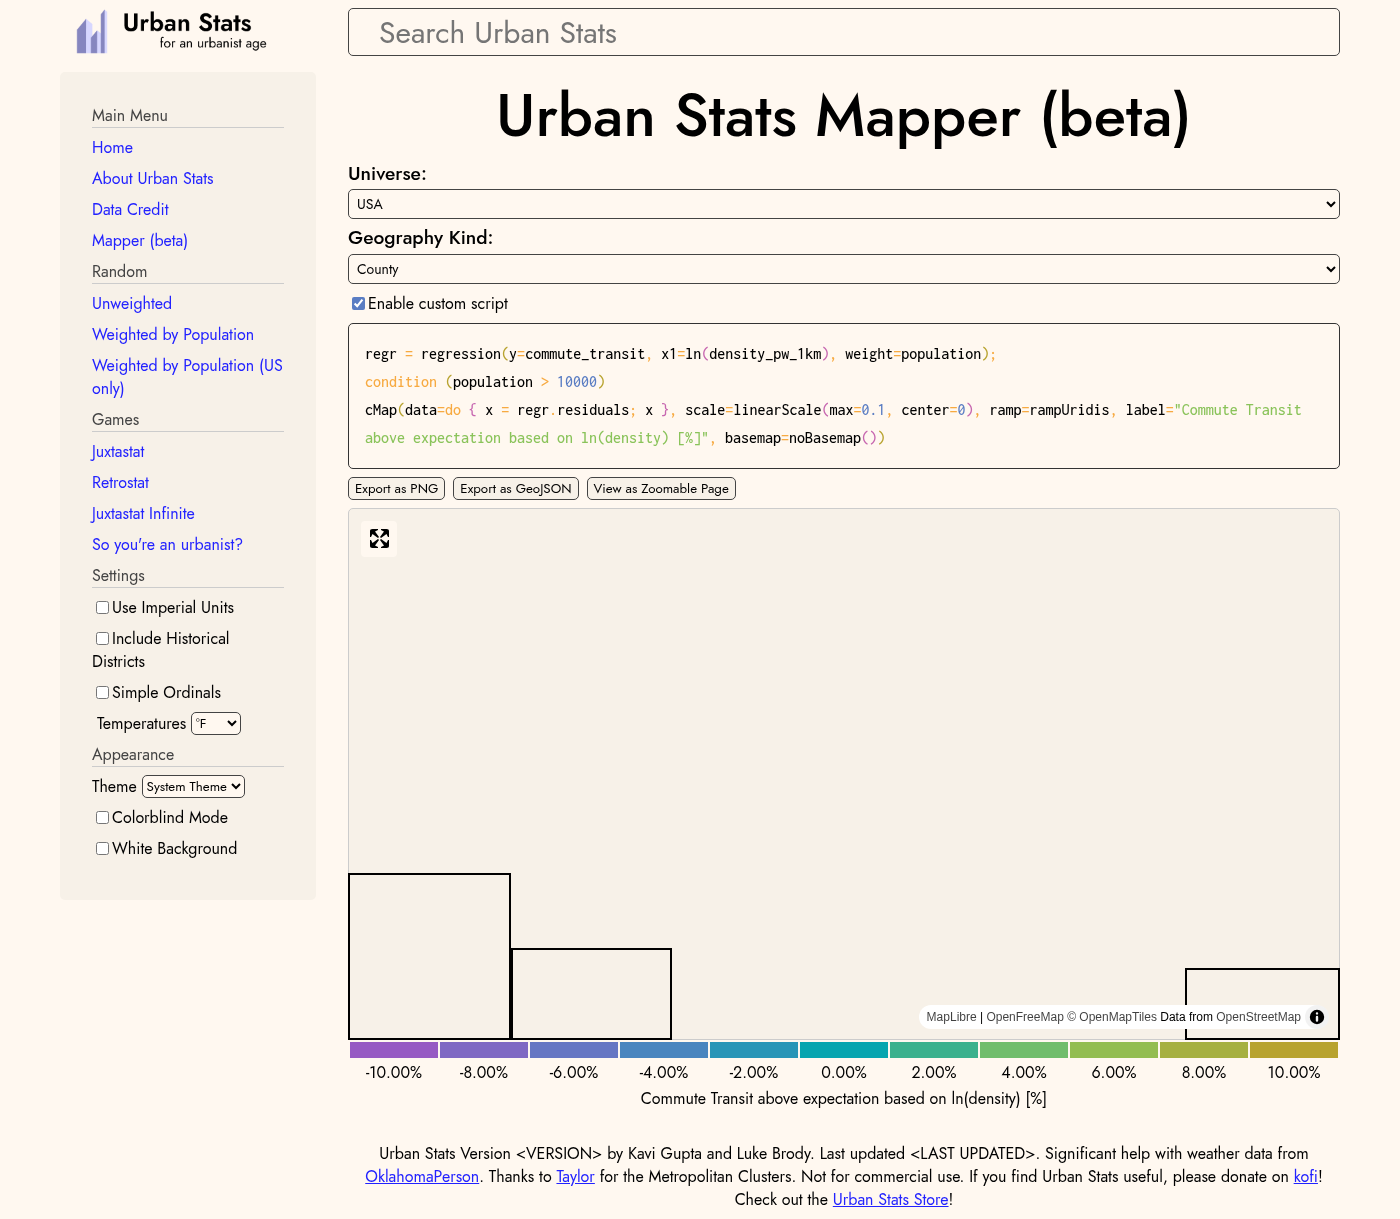 Urban Stats
for an urbanist age
Search Urban Stats
Main Menu
Home
About Urban Stats
Data Credit
Mapper (beta)
Random
Unweighted
Weighted by Population
Weighted by Population (US
only)
Games
Juxtastat
Retrostat
Juxtastat Infinite
So you're an urbanist?
Settings
Use Imperial Units
Include Historical
Districts
Simple Ordinals
Temperatures °F
Appearance
Theme System Theme
Colorblind Mode
White Background
Urban Stats Mapper (beta)
Universe:
USA
Geography Kind:
County
Enable custom script
regr = regression(y=commute_transit, x1=ln(density_pw_1km), weight=population);
condition (population > 10000)
cMap(data=do { x = regr.residuals; x }, scale=linearScale(max=0.1, center=0), ramp=rampUridis, label="Commute Transit
above expectation based on ln(density) [%]", basemap=noBasemap())
Export as PNG Export as GeoJSON View as Zoomable Page
MapLibre | OpenFreeMap © OpenMapTiles Data from OpenStreetMap
-10.00% -8.00% -6.00% -4.00% -2.00% 0.00% 2.00% 4.00% 6.00% 8.00% 10.00%
Commute Transit above expectation based on ln(density) [%]
Urban Stats Version <VERSION> by Kavi Gupta and Luke Brody. Last updated <LAST UPDATED>. Significant help with weather data from
OklahomaPerson. Thanks to Taylor for the Metropolitan Clusters. Not for commercial use. If you find Urban Stats useful, please donate on kofi!
Check out the Urban Stats Store!